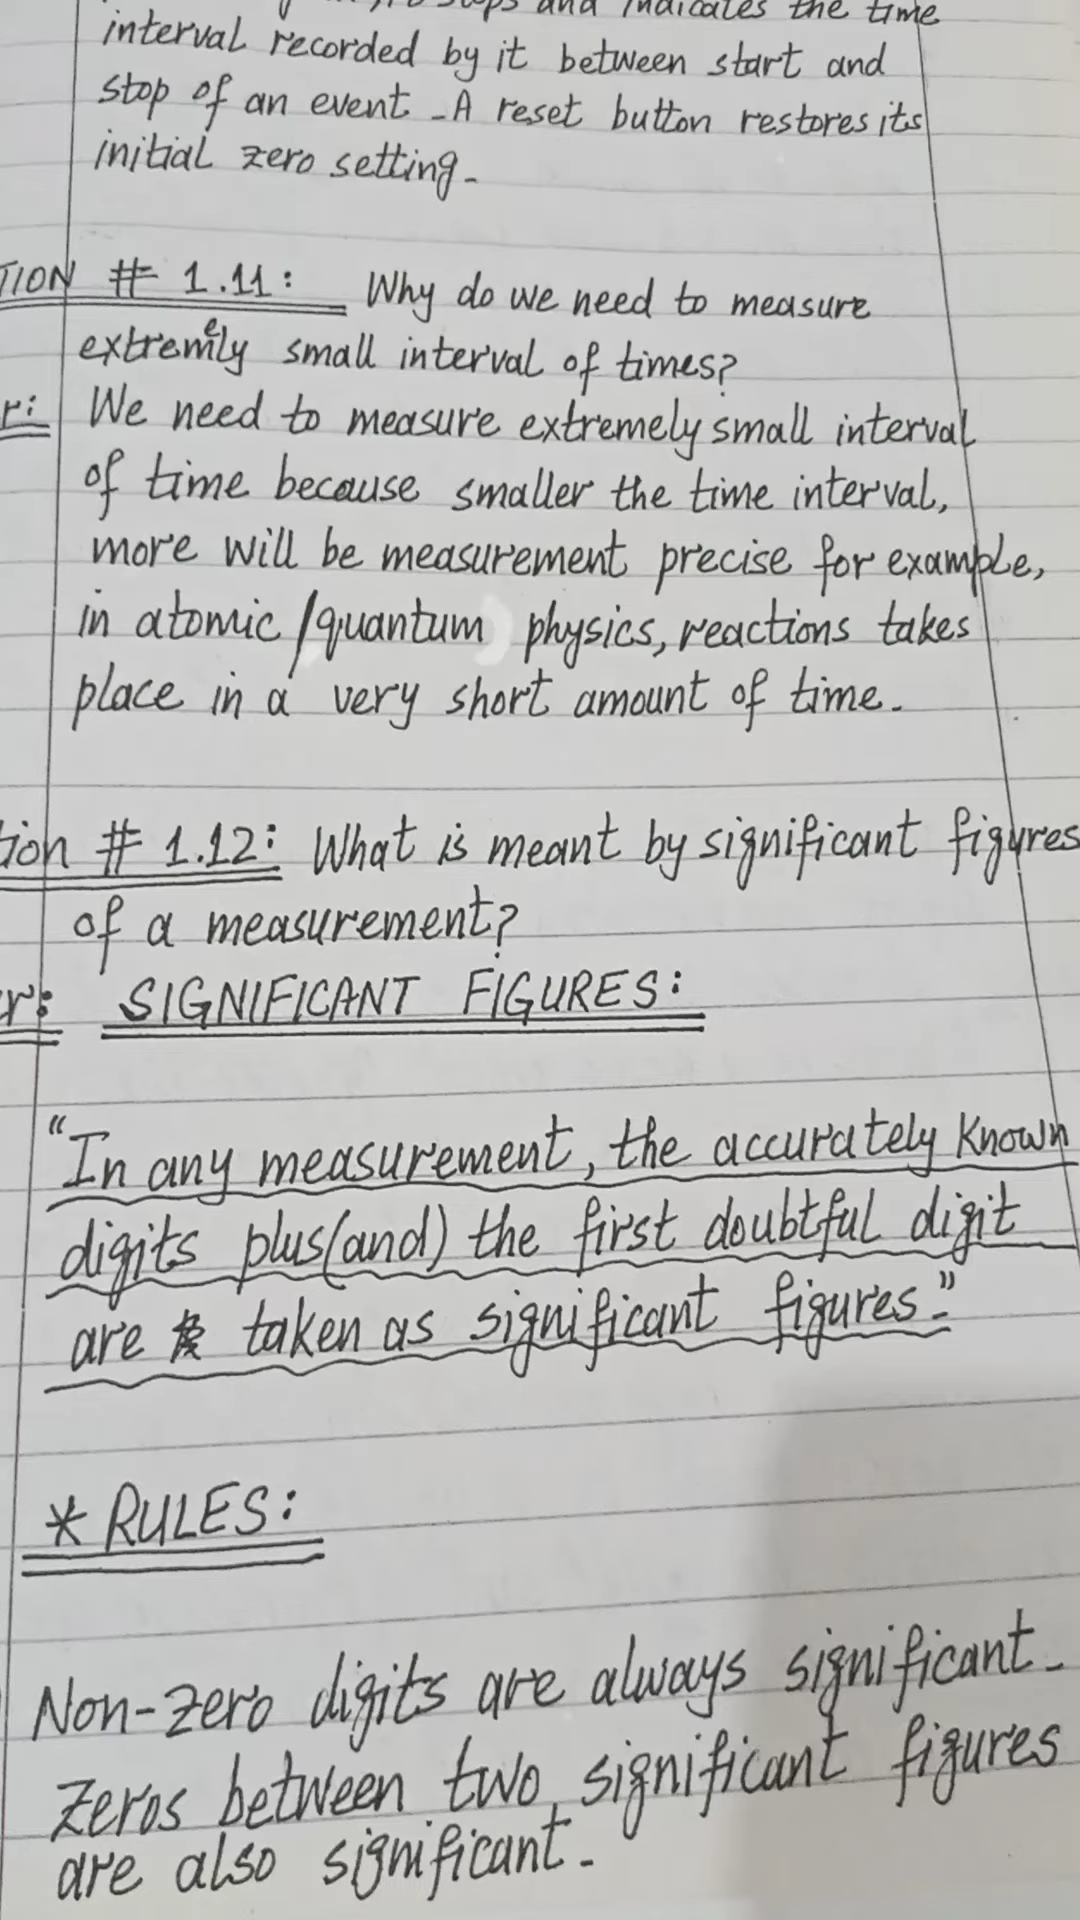 and indicates the time
interval recorded by it between start and
stop of an event - A reset button restores its
initial zero setting -
TION # 1.11: Why do we need to measure
extremely small interval of times?
r: We need to measure extremely small interval
of time because smaller the time interval,
more will be measurement precise for example,
in atomic /quantum physics, reactions takes
place in a very short amount of time -
tion # 1.12: What is meant by significant figures
of a measurement?
r: SIGNIFICANT FIGURES:
"In any measurement, the accurately known
digits plus(and) the first doubtful digit
are taken as significant figures-"
* RULES:
Non-zero digits are always significant -
Zeros between two significant figures
are also significant -